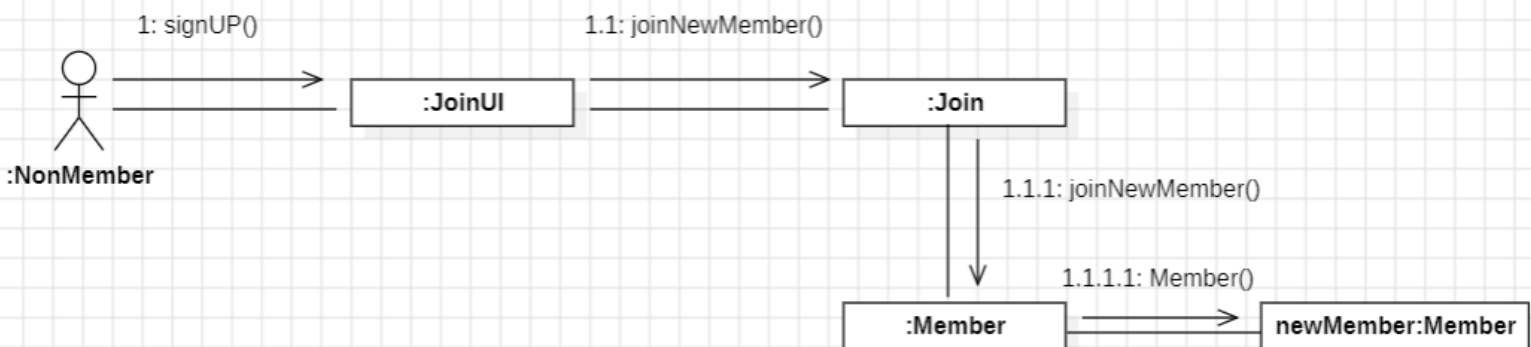 1: signUP()
1.1: joinNewMember()
:JoinUI
:Join
:NonMember
1.1.1: joinNewMember()
1.1.1.1: Member()
:Member
newMember:Member